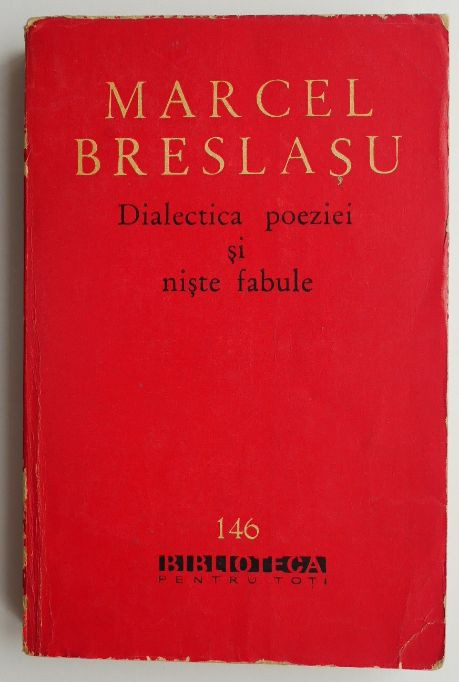 MARCEL
BRESLAŞU
Dialectica poeziei
şi
nişte fabule
146
BIBLIOTECA
PENTRU TOŢI